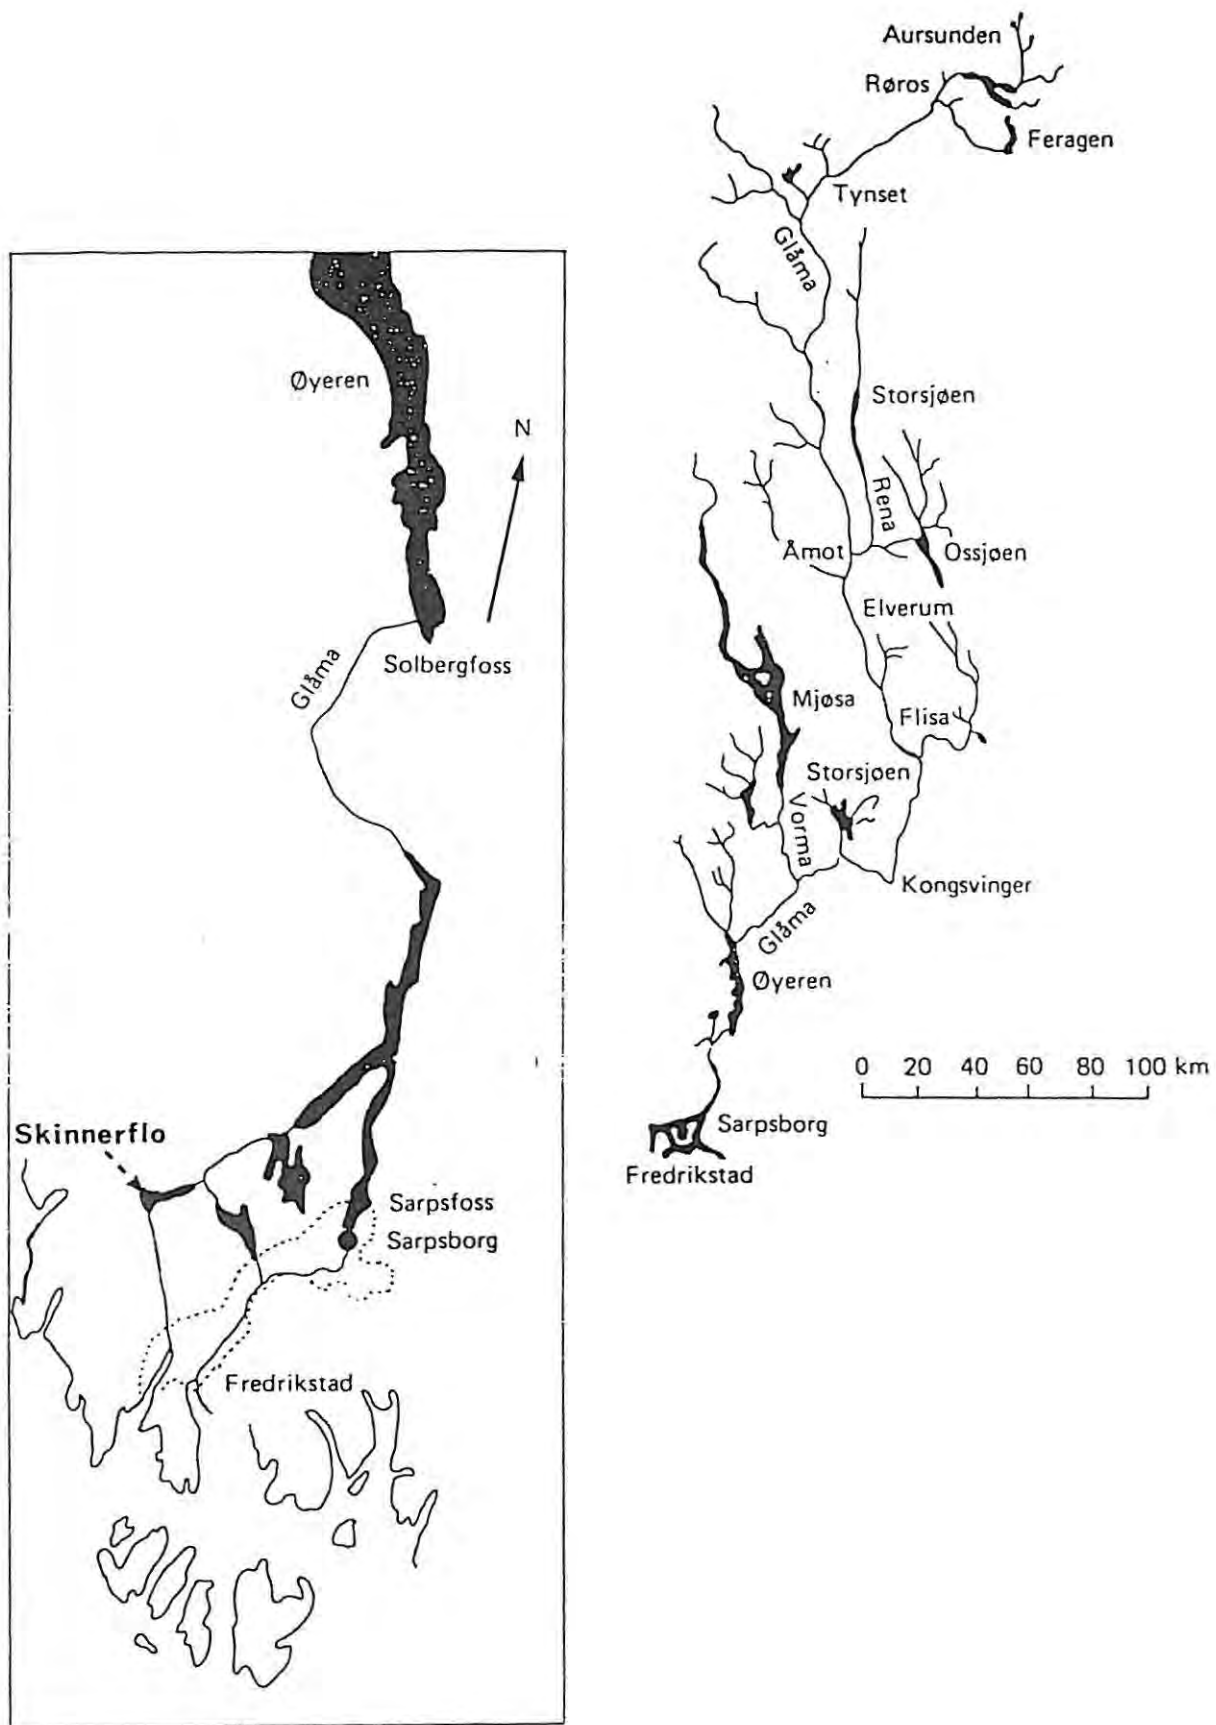 Øyeren
N
Solbergfoss
Glåma
Skinnerflo
Sarpsfoss
Sarpsborg
Fredrikstad
Aursunden
Røros
Feragen
Tynset
Glåma
Storsjøen
Rena
Åmot
Ossjøen
Elverum
Mjøsa
Flisa
Storsjøen
Vorma
Kongsvinger
Glåma
Øyeren
0 20 40 60 80 100 km
Sarpsborg
Fredrikstad